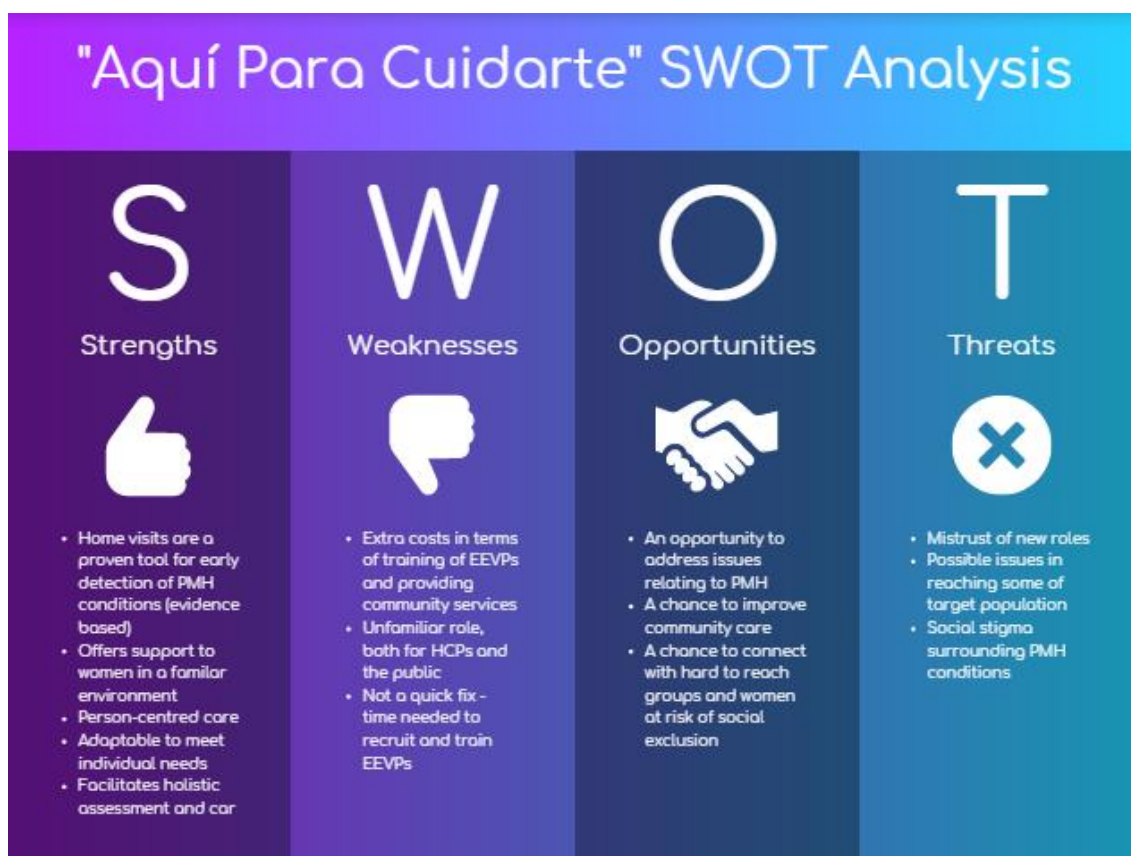 "Aquí Para Cuidarte" SWOT Analysis
S
Strengths
• Home visits are a
proven tool for early
detection of PMH
conditions (evidence
based)
• Offers support to
women in a familar
environment
• Person-centred care
• Adaptable to meet
individual needs
• Facilitates holistic
assessment and car
W
Weaknesses
• Extra costs in terms
of training of EEVPs
and providing
community services
• Unfamiliar role,
both for HCPs and
the public
• Not a quick fix -
time needed to
recruit and train
EEVPs
O
Opportunities
• An opportunity to
address issues
relating to PMH
• A chance to improve
community care
• A chance to connect
with hard to reach
groups and women
at risk of social
exclusion
T
Threats
• Mistrust of new roles
• Possible issues in
reaching some of
target population
• Social stigma
surrounding PMH
conditions